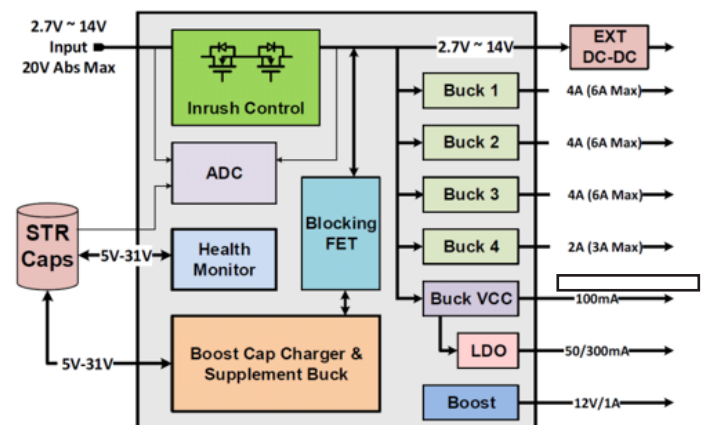 2.7V ~ 14V
Input
20V Abs Max
Inrush Control
2.7V ~ 14V
EXT
DC-DC
Buck 1
4A (6A Max)
ADC
Buck 2
4A (6A Max)
Blocking
FET
Buck 3
4A (6A Max)
STR
Caps
5V-31V
Health
Monitor
Buck 4
2A (3A Max)
Buck VCC
100mA
Boost Cap Charger &
Supplement Buck
5V-31V
LDO
50/300mA
Boost
12V/1A